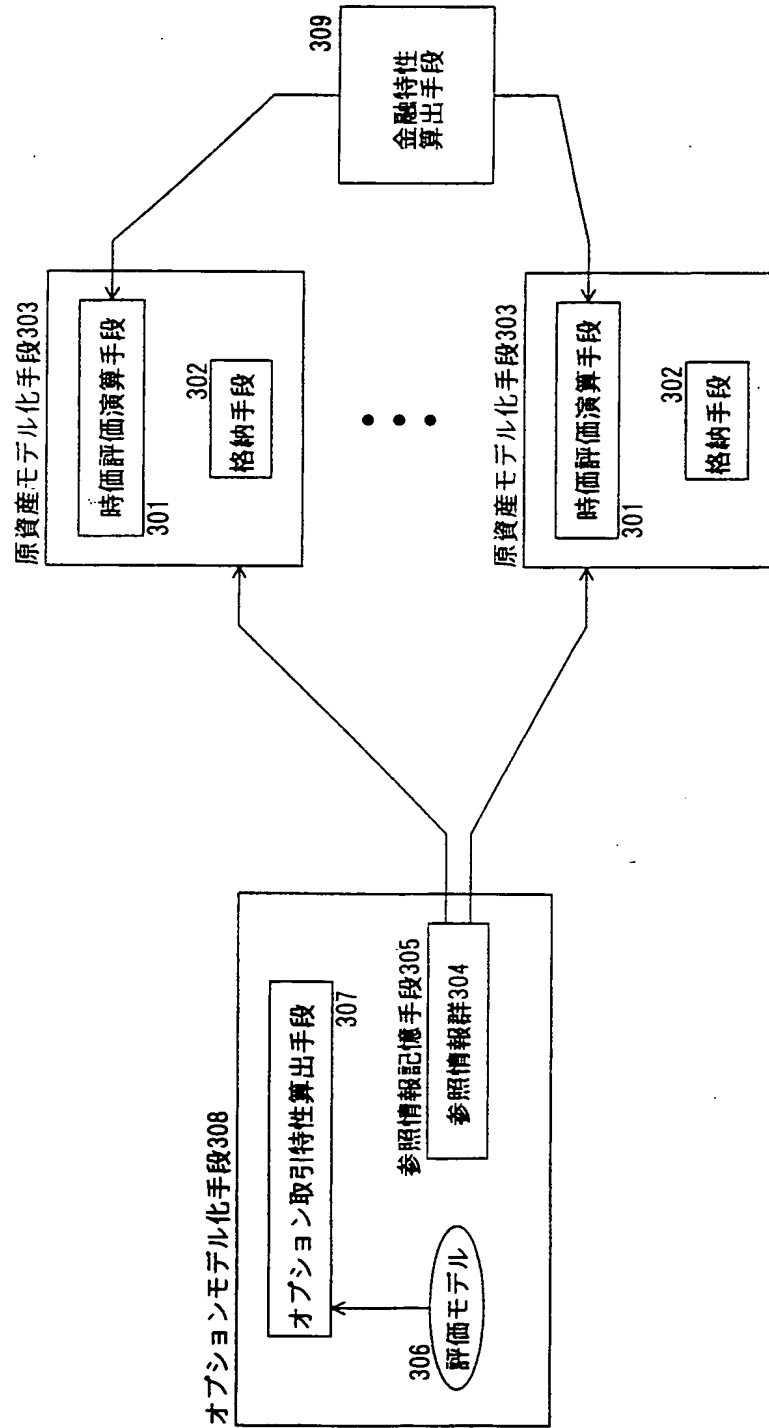 オプションモデル化手段308
オプション取引特性算出手段
307
306
評価モデル
参照情報記憶手段305
参照情報群304
原資産モデル化手段303
時価評価演算手段
301
302
格納手段
原資産モデル化手段303
時価評価演算手段
301
302
格納手段
309
金融特性
算出手段